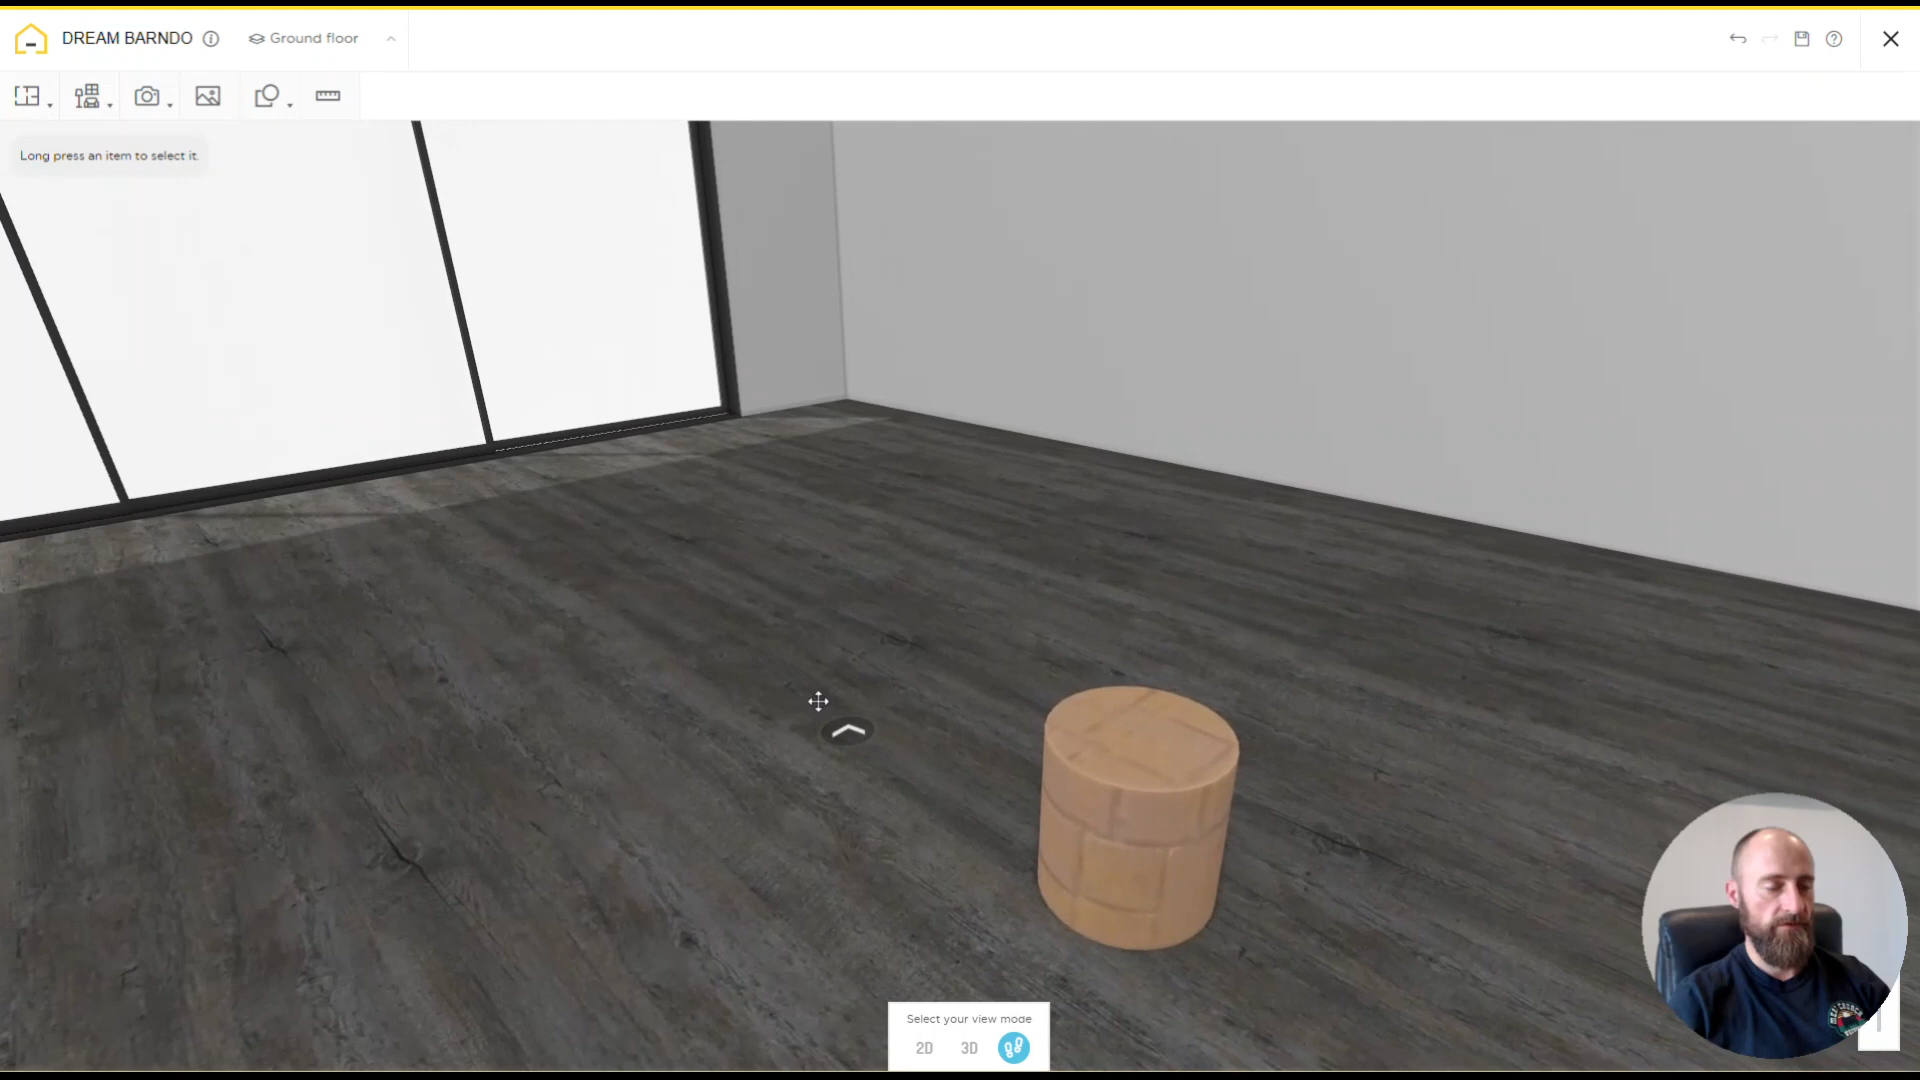 DREAM BARNDO
Ground floor
Long press an item to select it.
Select your view mode
2D 3D